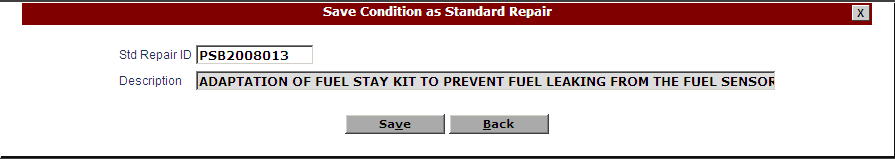 Save Condition as Standard Repair
X
Std Repair ID PSB2008013
Description ADAPTATION OF FUEL STAY KIT TO PREVENT FUEL LEAKING FROM THE FUEL SENSOR
Save Back